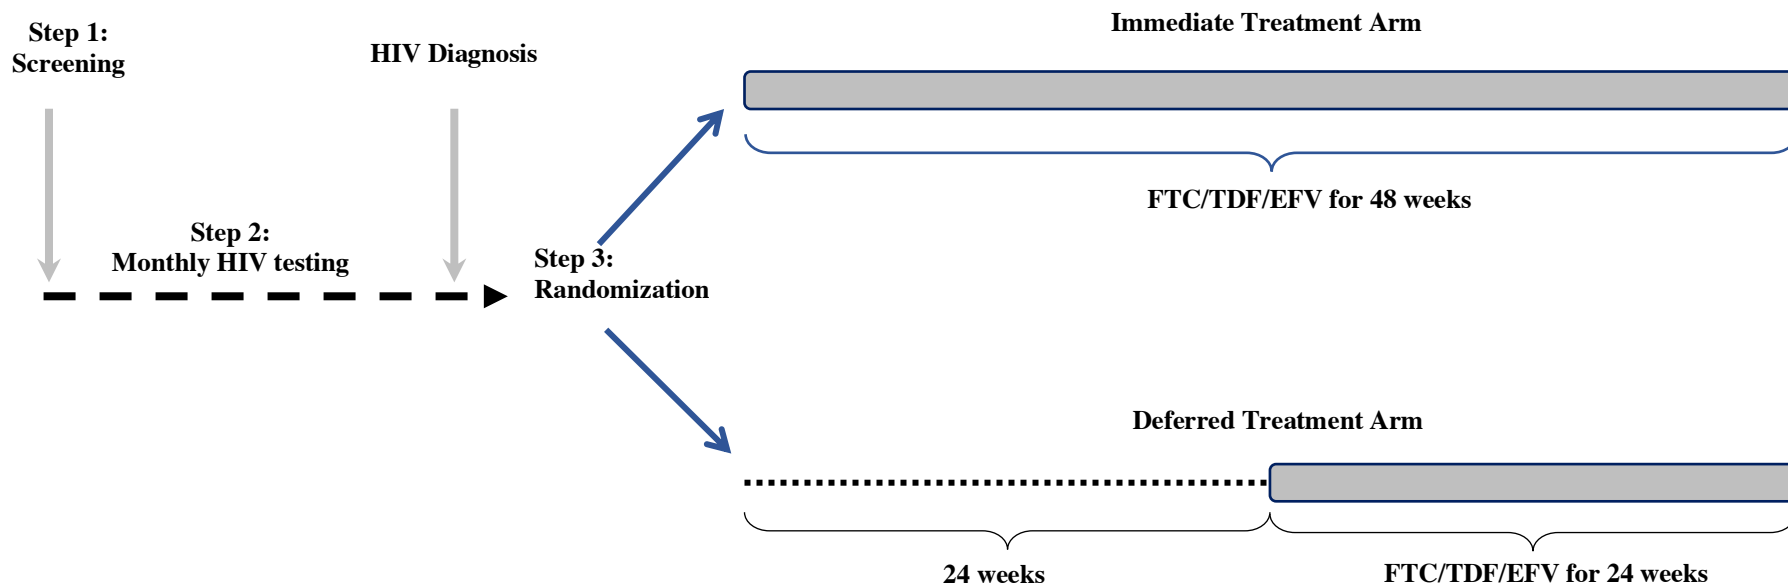 Step 1:
Screening
HIV Diagnosis
Step 2:
Monthly HIV testing
Step 3:
Randomization
Immediate Treatment Arm
FTC/TDF/EFV for 48 weeks
Deferred Treatment Arm
24 weeks
FTC/TDF/EFV for 24 weeks